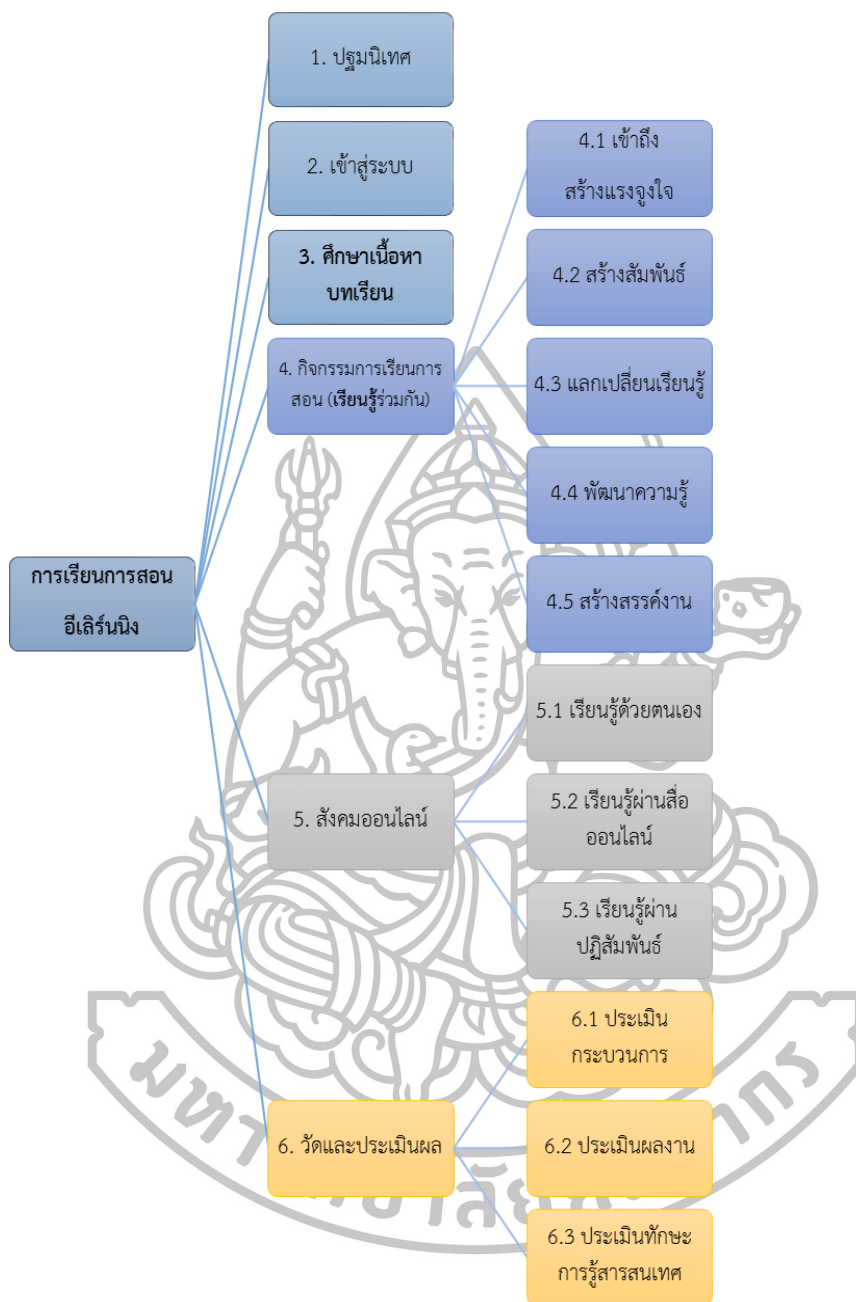 1. ปฐมนิเทศ
2. เข้าสู่ระบบ
3. ศึกษาเนื้อหา
บทเรียน
4. กิจกรรมการเรียนการ
สอน (เรียนรู้ร่วมกัน)
4.1 เข้าถึง
สร้างแรงจูงใจ
4.2 สร้างสัมพันธ์
4.3 แลกเปลี่ยนเรียนรู้
4.4 พัฒนาความรู้
4.5 สร้างสรรค์งาน
การเรียนการสอน
อีเลิร์นนิง
5. สังคมออนไลน์
5.1 เรียนรู้ด้วยตนเอง
5.2 เรียนรู้ผ่านสื่อ
ออนไลน์
5.3 เรียนรู้ผ่าน
ปฏิสัมพันธ์
6. วัดและประเมินผล
6.1 ประเมิน
กระบวนการ
6.2 ประเมินผลงาน
6.3 ประเมินทักษะ
การรู้สารสนเทศ